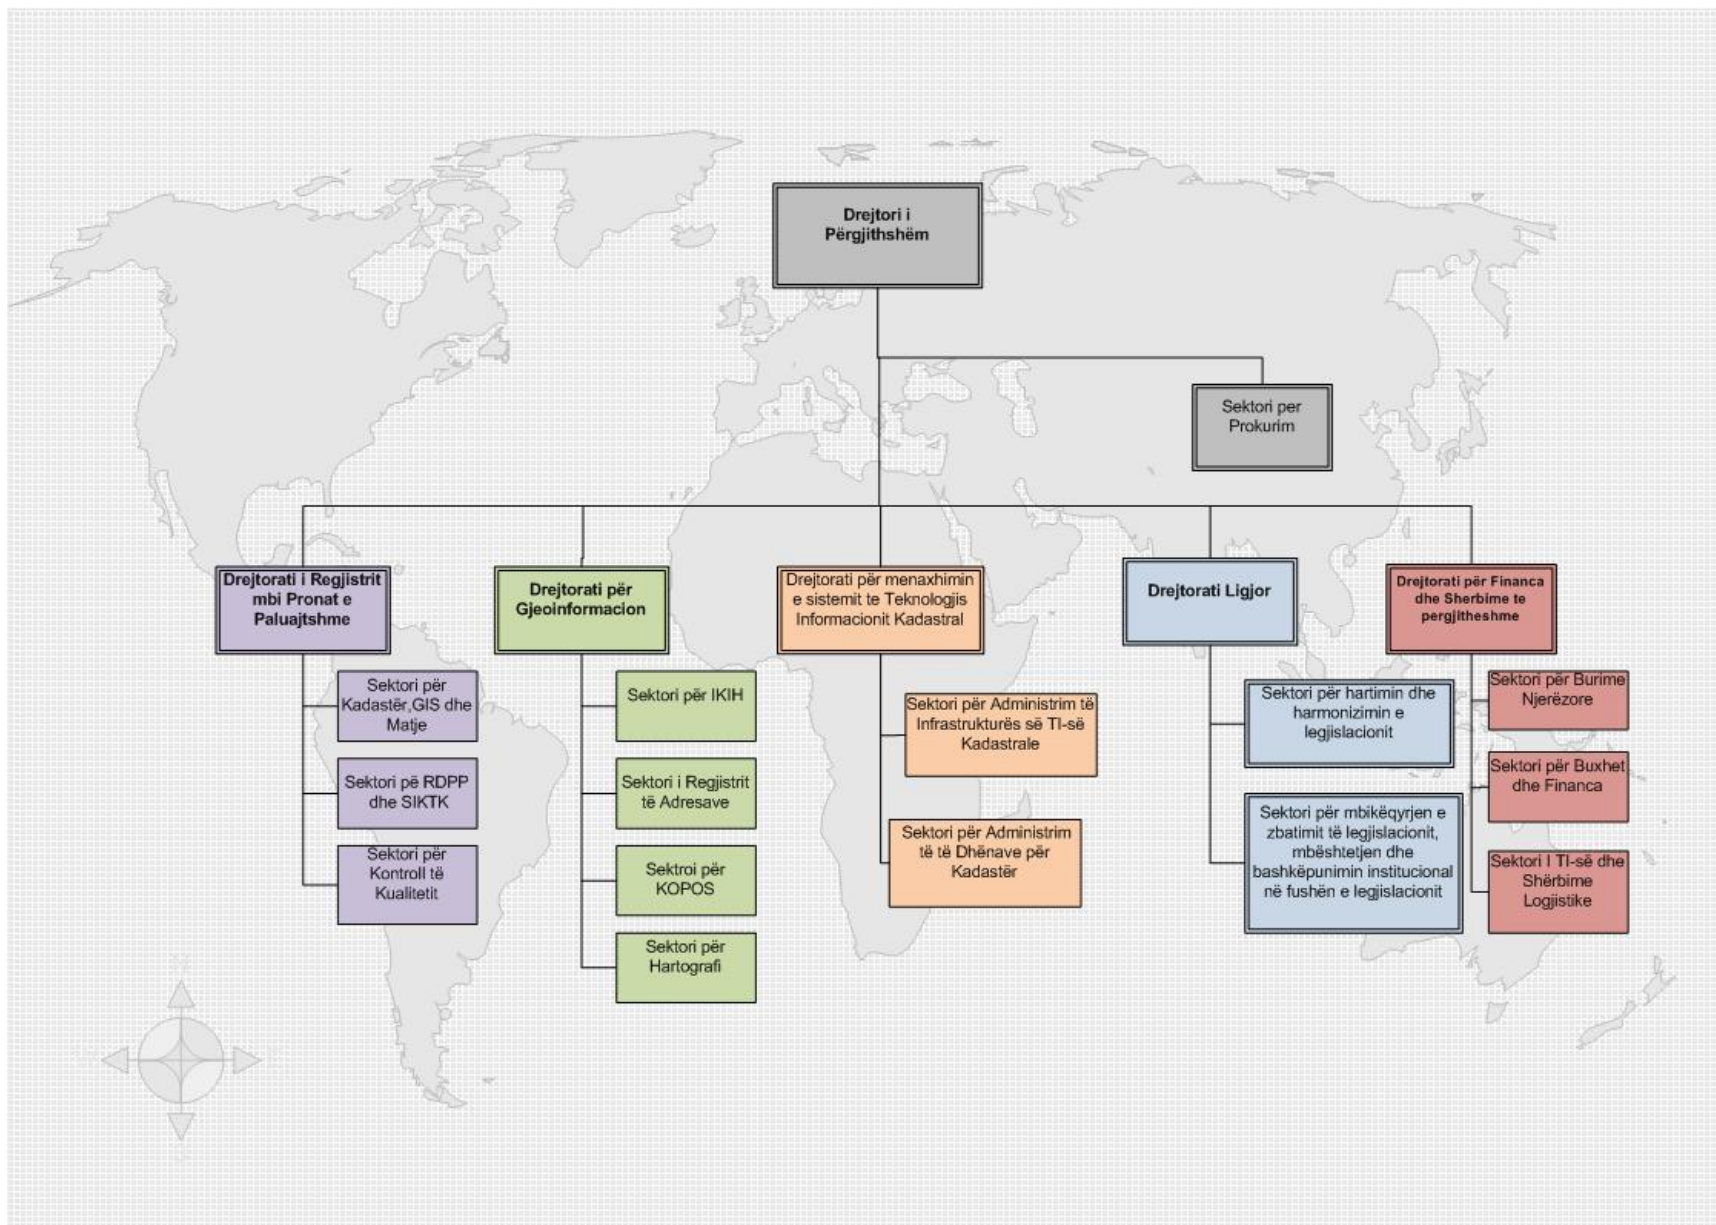 Drejtori i
Përgjithshëm
Sektori per
Prokurim
Drejtorati i Regjistrit
mbi Pronat e
Paluajtshme
Sektori për
Kadastër,GIS dhe
Matje
Sektori pë RDPP
dhe SIKTK
Sektori për
Kontroll të
Kualitetit
Drejtorati për
Gjeoinformacion
Sektori për IKIH
Sektori i Regjistrit
të Adresave
Sektroi për
KOPOS
Sektori për
Hartografi
Drejtorati për menaxhimin
e sistemit te Teknologjis
Informacionit Kadastral
Sektori për Administrim të
Infrastrukturës së TI-së
Kadastrale
Sektori për Administrim
të të Dhënave për
Kadastër
Drejtorati Ligjor
Sektori për hartimin dhe
harmonizimin e
legjislacionit
Sektori për mbikëqyrjen e
zbatimit të legjislacionit,
mbështetjen dhe
bashkëpunimin institucional
në fushën e legjislacionit
Drejtorati për Financa
dhe Sherbime te
pergjitheshme
Sektori për Burime
Njerëzore
Sektori për Buxhet
dhe Financa
Sektori I TI-së dhe
Shërbime
Logjistike